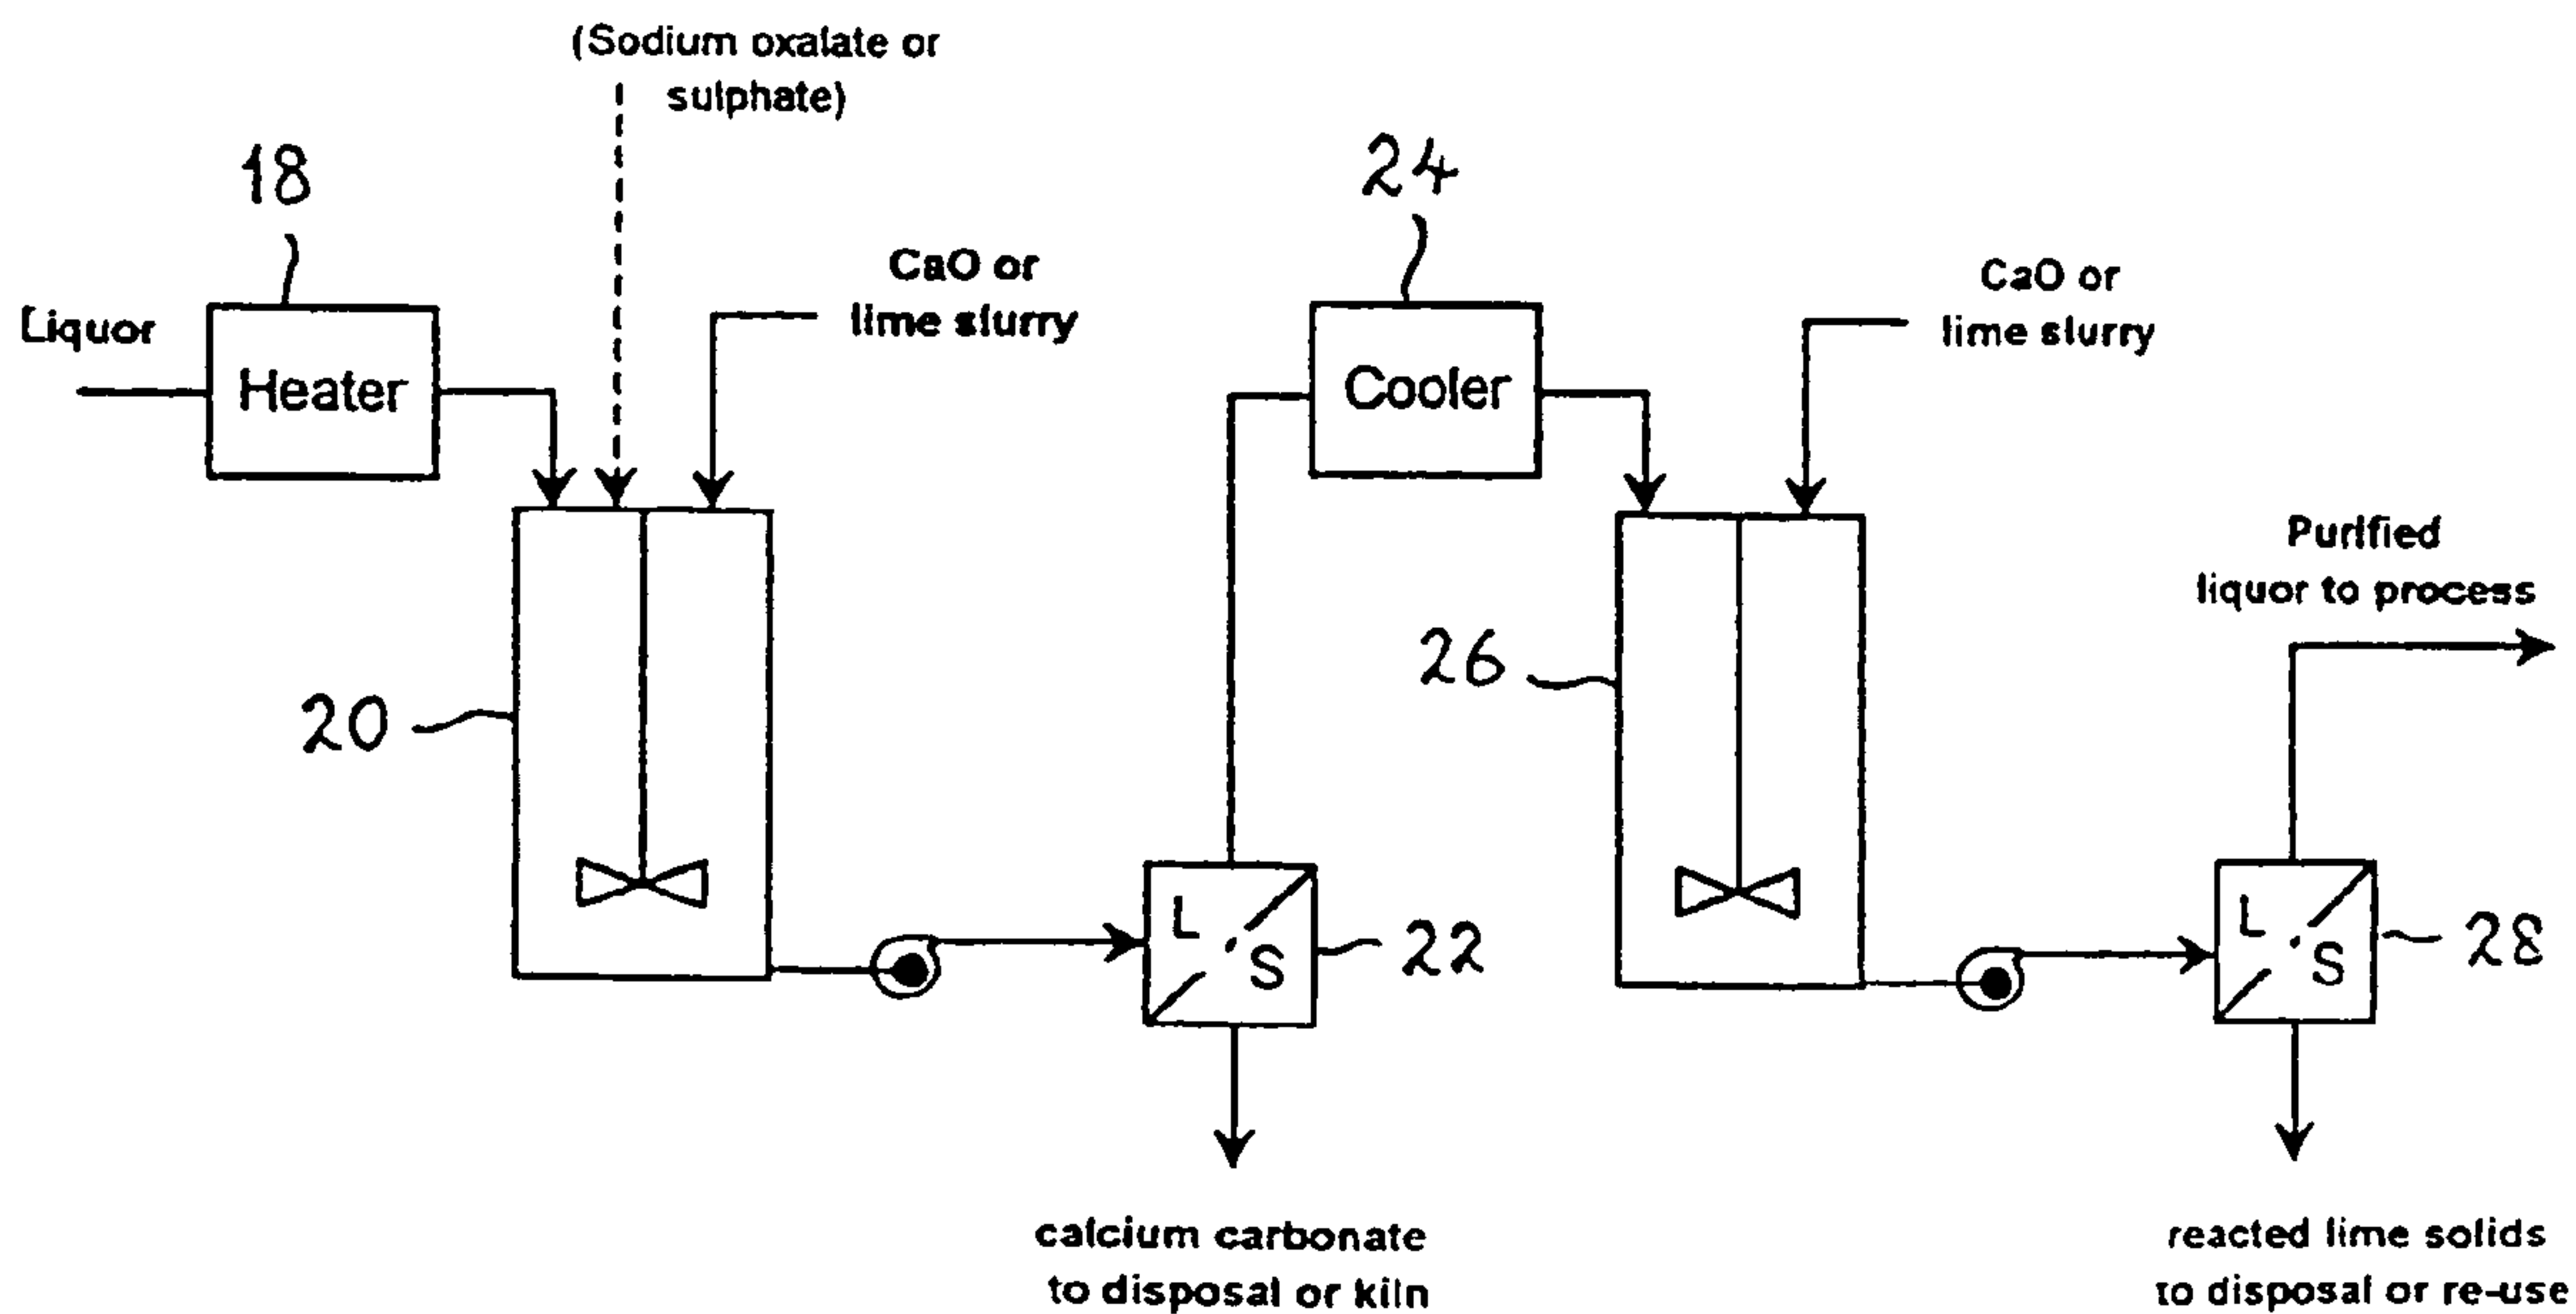 (Sodium oxalate or
sulphate)
18
24
CaO or
lime slurry
CaO or
lime slurry
Liquor
Heater
Cooler
Purified
liquor to process
26
20
L
S
22
L
S
28
calcium carbonate
to disposal or kiln
reacted lime solids
to disposal or re-use